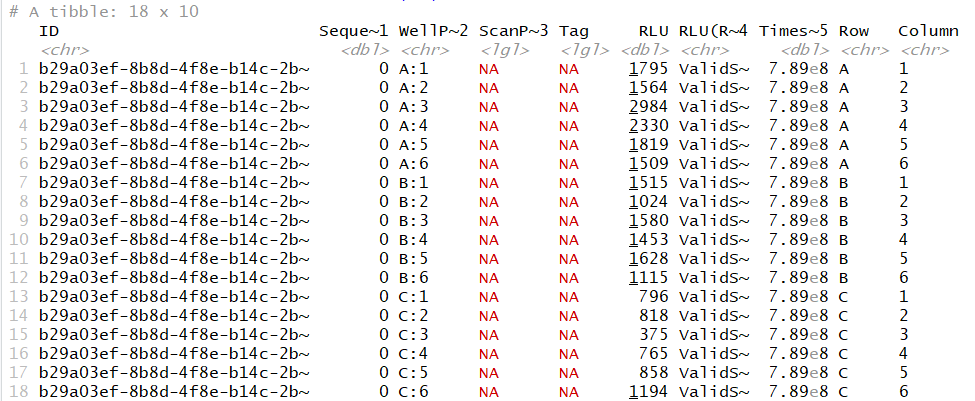 # A tibble: 18 x 10
ID Seque~1 WellP~2 ScanP~3 Tag RLU RLU(R~4 Times~5 Row Column
<chr> <dbl> <chr> <lgl> <lgl> <dbl> <chr> <dbl> <chr> <chr>
1 b29a03ef-8b8d-4f8e-b14c-2b~ 0 A:1 NA NA 1795 ValidS~ 7.89e8 A 1
2 b29a03ef-8b8d-4f8e-b14c-2b~ 0 A:2 NA NA 1564 ValidS~ 7.89e8 A 2
3 b29a03ef-8b8d-4f8e-b14c-2b~ 0 A:3 NA NA 2984 ValidS~ 7.89e8 A 3
4 b29a03ef-8b8d-4f8e-b14c-2b~ 0 A:4 NA NA 2330 ValidS~ 7.89e8 A 4
5 b29a03ef-8b8d-4f8e-b14c-2b~ 0 A:5 NA NA 1819 ValidS~ 7.89e8 A 5
6 b29a03ef-8b8d-4f8e-b14c-2b~ 0 A:6 NA NA 1509 ValidS~ 7.89e8 A 6
7 b29a03ef-8b8d-4f8e-b14c-2b~ 0 B:1 NA NA 1515 ValidS~ 7.89e8 B 1
8 b29a03ef-8b8d-4f8e-b14c-2b~ 0 B:2 NA NA 1024 ValidS~ 7.89e8 B 2
9 b29a03ef-8b8d-4f8e-b14c-2b~ 0 B:3 NA NA 1580 ValidS~ 7.89e8 B 3
10 b29a03ef-8b8d-4f8e-b14c-2b~ 0 B:4 NA NA 1453 ValidS~ 7.89e8 B 4
11 b29a03ef-8b8d-4f8e-b14c-2b~ 0 B:5 NA NA 1628 ValidS~ 7.89e8 B 5
12 b29a03ef-8b8d-4f8e-b14c-2b~ 0 B:6 NA NA 1115 ValidS~ 7.89e8 B 6
13 b29a03ef-8b8d-4f8e-b14c-2b~ 0 C:1 NA NA 796 ValidS~ 7.89e8 C 1
14 b29a03ef-8b8d-4f8e-b14c-2b~ 0 C:2 NA NA 818 ValidS~ 7.89e8 C 2
15 b29a03ef-8b8d-4f8e-b14c-2b~ 0 C:3 NA NA 375 ValidS~ 7.89e8 C 3
16 b29a03ef-8b8d-4f8e-b14c-2b~ 0 C:4 NA NA 765 ValidS~ 7.89e8 C 4
17 b29a03ef-8b8d-4f8e-b14c-2b~ 0 C:5 NA NA 858 ValidS~ 7.89e8 C 5
18 b29a03ef-8b8d-4f8e-b14c-2b~ 0 C:6 NA NA 1194 ValidS~ 7.89e8 C 6